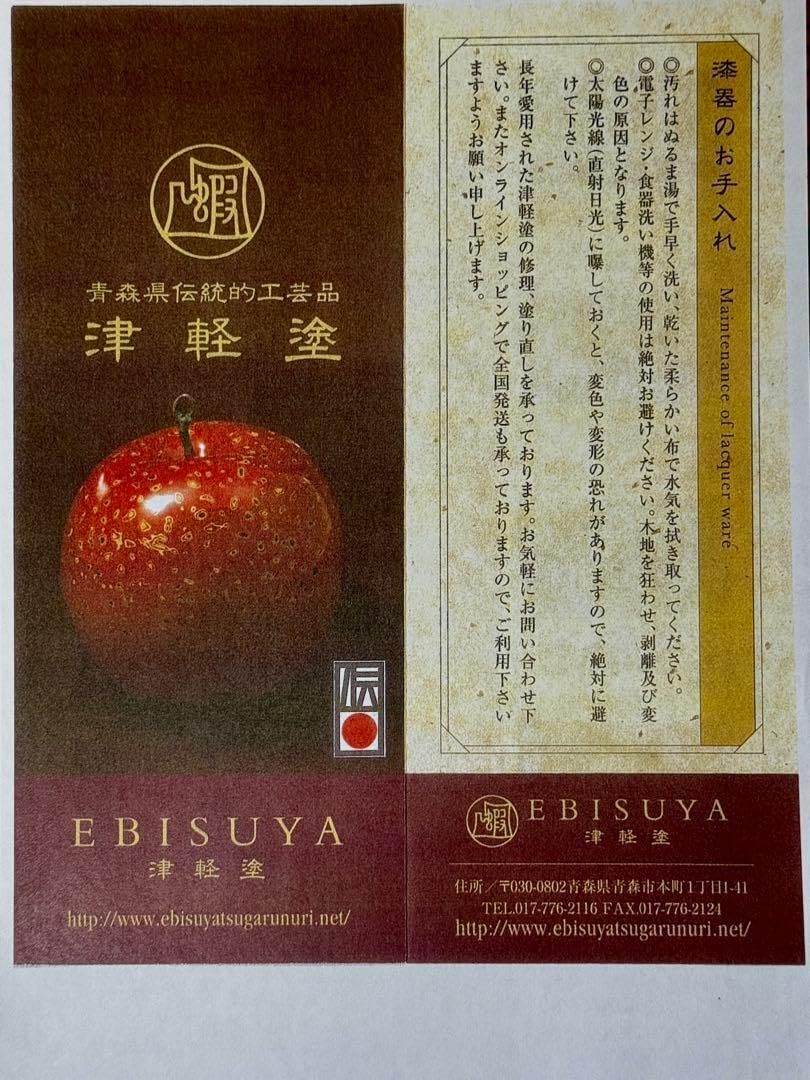 蝦
青森県伝統的工芸品
津軽塗
伝
EBISUYA
津軽塗
http://www.ebisuyatsugarunuri.net/
漆器のお手入れ Maintenance of lacquer ware
◎汚れはぬるま湯で手早く洗い、乾いた柔らかい布で水気を拭き取ってください。
◎電子レンジ・食器洗い機等の使用は絶対お避けください。木地を狂わせ、剥離及び変
色の原因となります。
◎太陽光線(直射日光)に曝しておくと、変色や変形の恐れがありますので、絶対に避
けて下さい。
長年愛用された津軽塗の修理、塗り直しを承っております。お気軽にお問い合わせ下
さい。またオンラインショッピングで全国発送も承っておりますので、ご利用下さい
ますようお願い申し上げます。
蝦
EBISUYA
津軽塗
住所/〒030-0802青森県青森市本町1丁目1-41
TEL.017-776-2116 FAX.017-776-2124
http://www.ebisuyatsugarunuri.net/